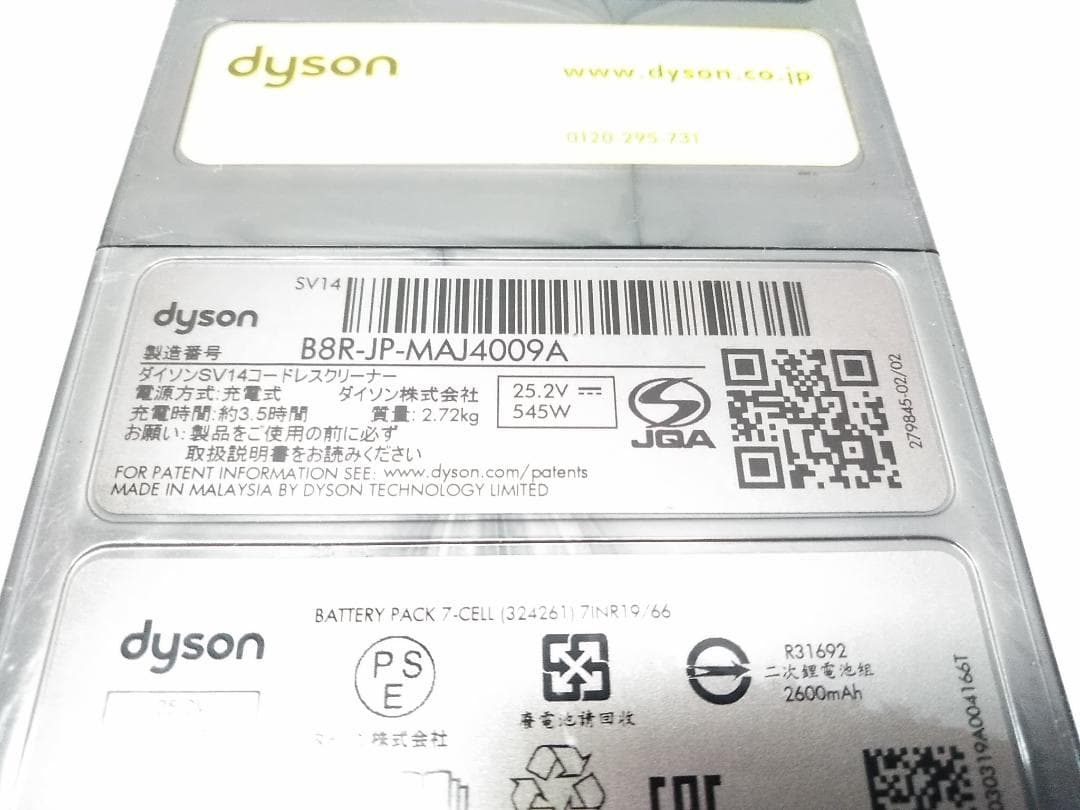 dyson
www.dyson.co.jp
0120-295-731
SV14
dyson
製造番号 B8R-JP-MAJ4009A
ダイソンSV14コードレスクリーナー
電源方式:充電式 ダイソン株式会社
充電時間:約3.5時間 質量: 2.72kg
25.2V
545W
JQA
279845-02/02
お願い:製品をご使用の前に必ず
取扱説明書をお読みください
FOR PATENT INFORMATION SEE: www.dyson.com/patents
MADE IN MALAYSIA BY DYSON TECHNOLOGY LIMITED
BATTERY PACK 7-CELL (324261) 7INR19/66
dyson
25.2V
PS
E
ダイソン株式会社
廢電池請回收
R31692
二次鋰電池組
2600mAh
30319A004166T